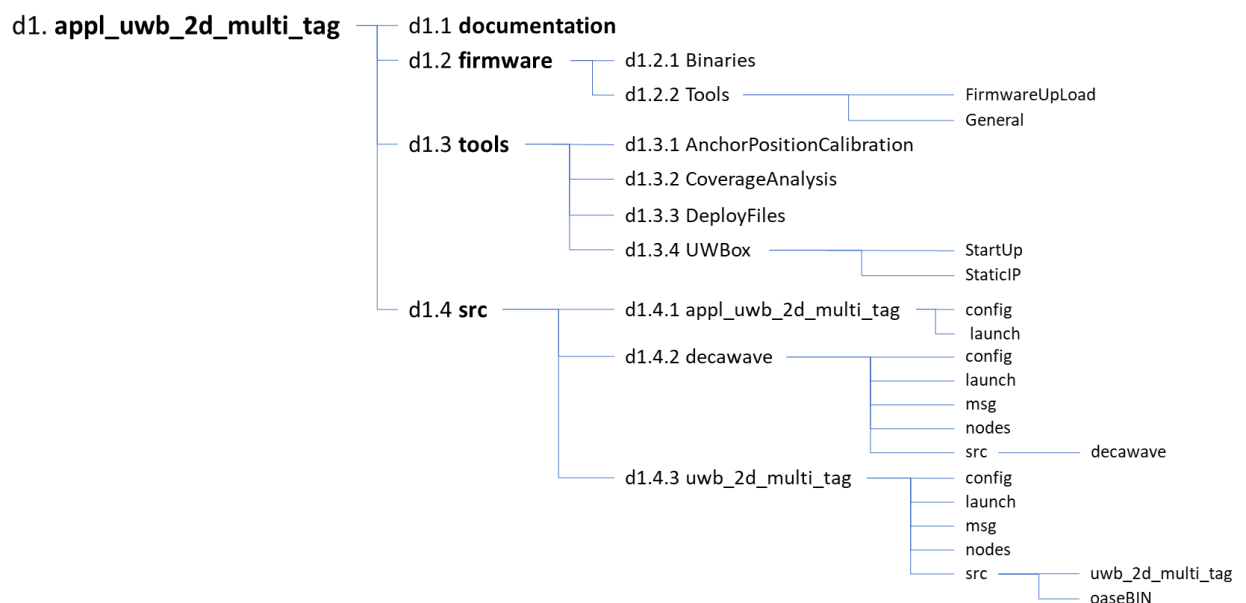 d1. appl_uwb_2d_multi_tag
d1.1 documentation
d1.2 firmware
d1.2.1 Binaries
d1.2.2 Tools
FirmwareUpLoad
General
d1.3 tools
d1.3.1 AnchorPositionCalibration
d1.3.2 CoverageAnalysis
d1.3.3 DeployFiles
d1.3.4 UWBox
StartUp
StaticIP
d1.4 src
d1.4.1 appl_uwb_2d_multi_tag
config
launch
d1.4.2 decawave
config
launch
msg
nodes
src
decawave
d1.4.3 uwb_2d_multi_tag
config
launch
msg
nodes
src
uwb_2d_multi_tag
oaseBIN